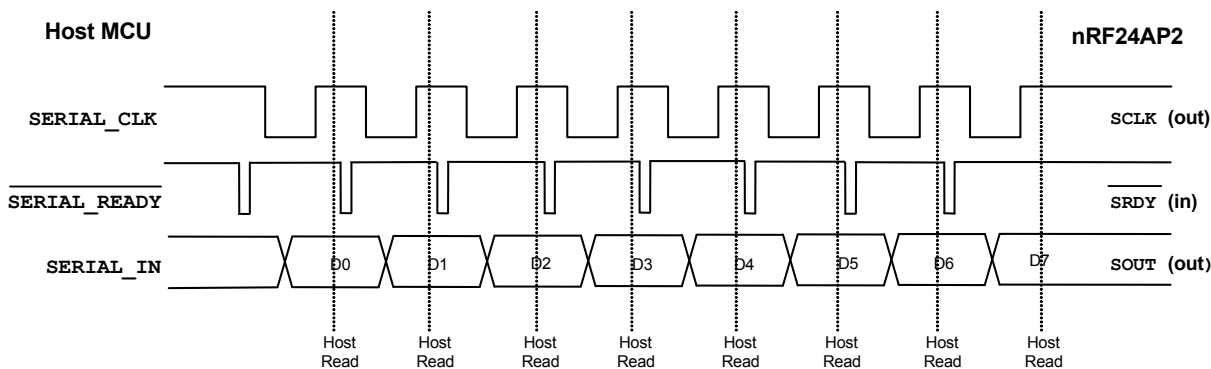 Host MCU
nRF24AP2
SERIAL_CLK
SCLK (out)
SERIAL_READY
SRDY (in)
SERIAL_IN
D0 D1 D2 D3 D4 D5 D6 D7
SOUT (out)
Host Host Host Host Host Host Host Host
Read Read Read Read Read Read Read Read